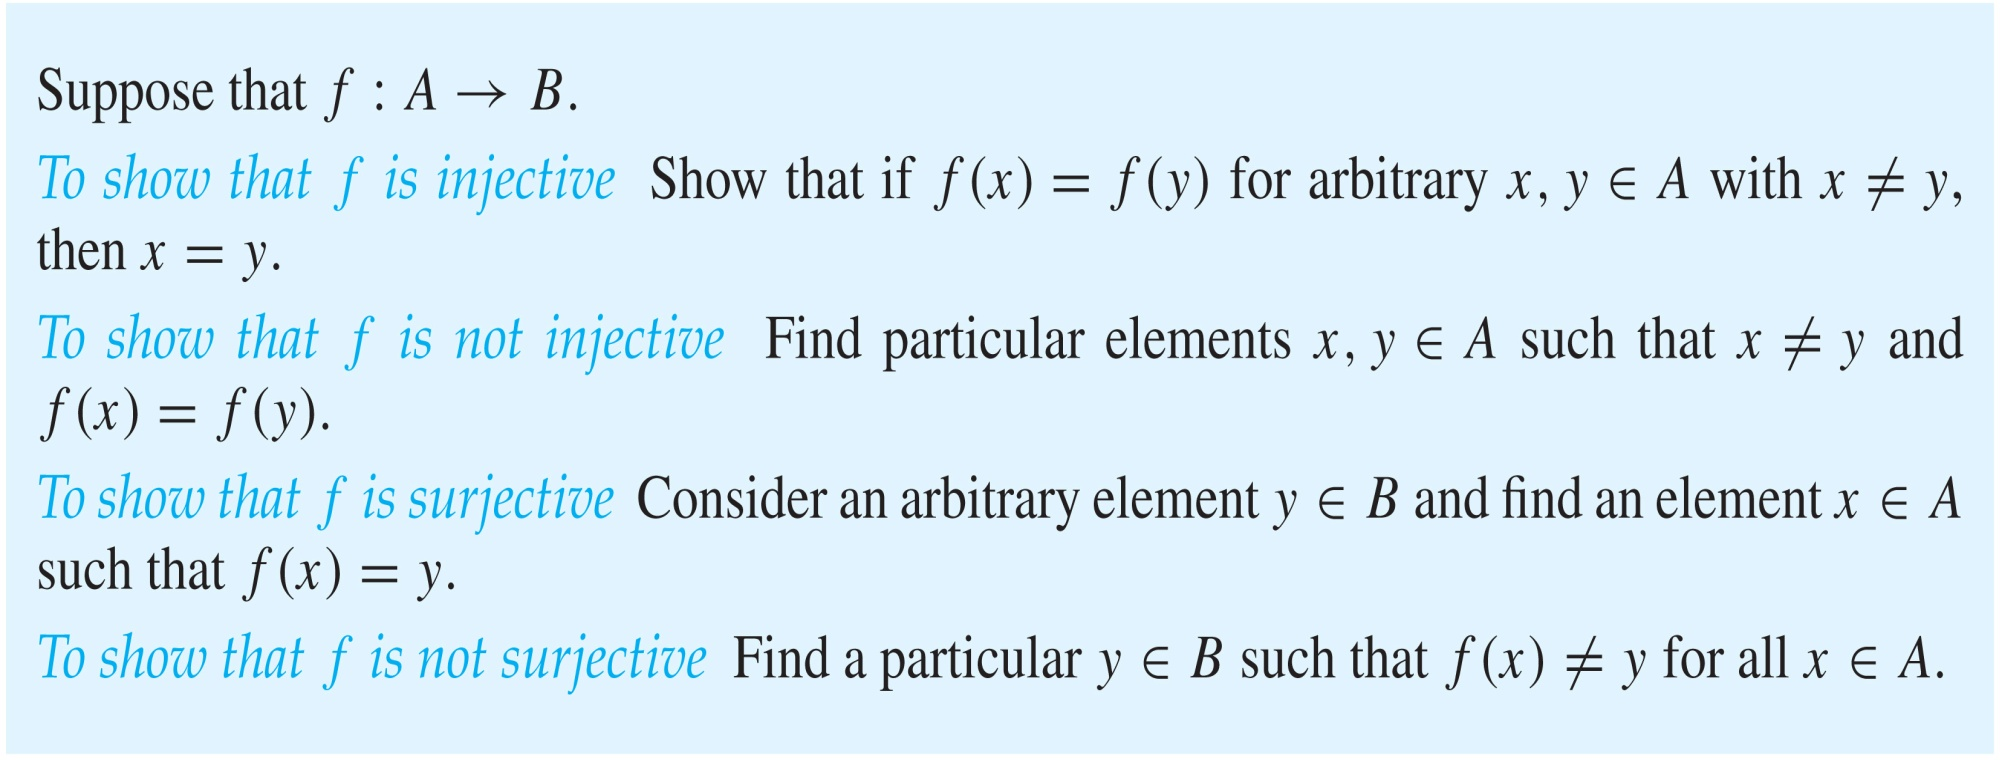 Suppose that f : A → B.
To show that f is injective Show that if f(x) = f(y) for arbitrary x, y ∈ A with x ≠ y,
then x = y.
To show that f is not injective Find particular elements x, y ∈ A such that x ≠ y and
f(x) = f(y).
To show that f is surjective Consider an arbitrary element y ∈ B and find an element x ∈ A
such that f(x) = y.
To show that f is not surjective Find a particular y ∈ B such that f(x) ≠ y for all x ∈ A.